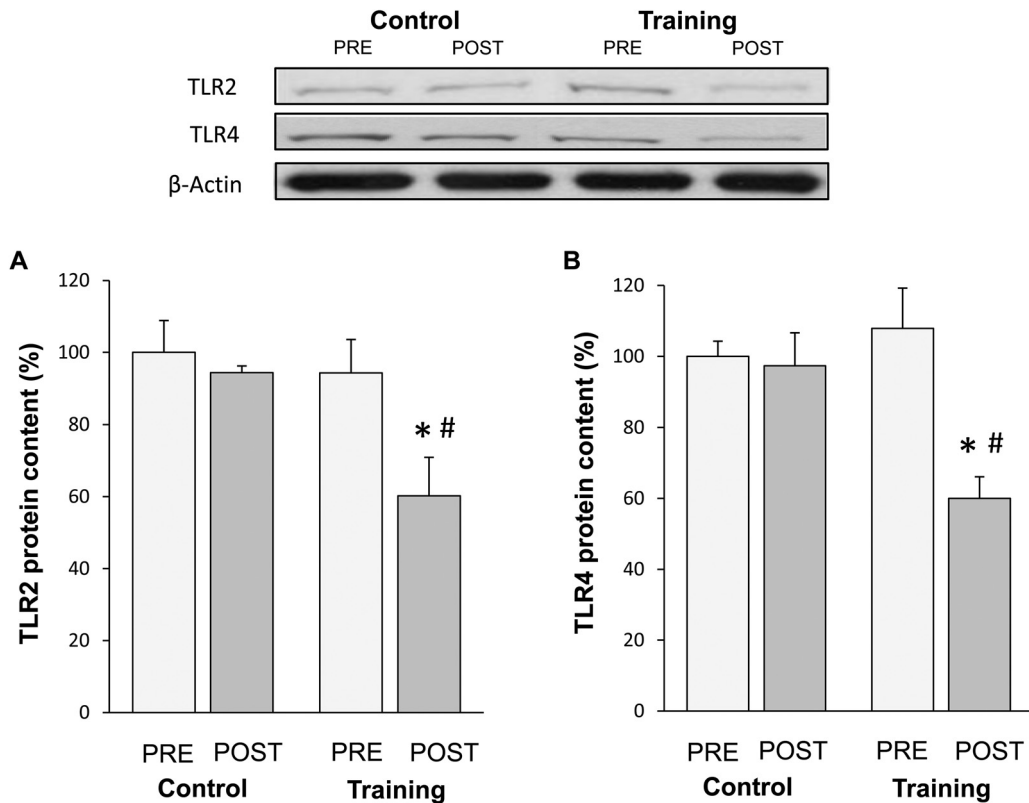 Control Training
PRE POST PRE POST
TLR2
TLR4
β-Actin
A
TLR2 protein content (%)
120
100
80
60
40
20
0
* #
PRE POST PRE POST
Control Training
B
TLR4 protein content (%)
120
100
80
60
40
20
0
* #
PRE POST PRE POST
Control Training